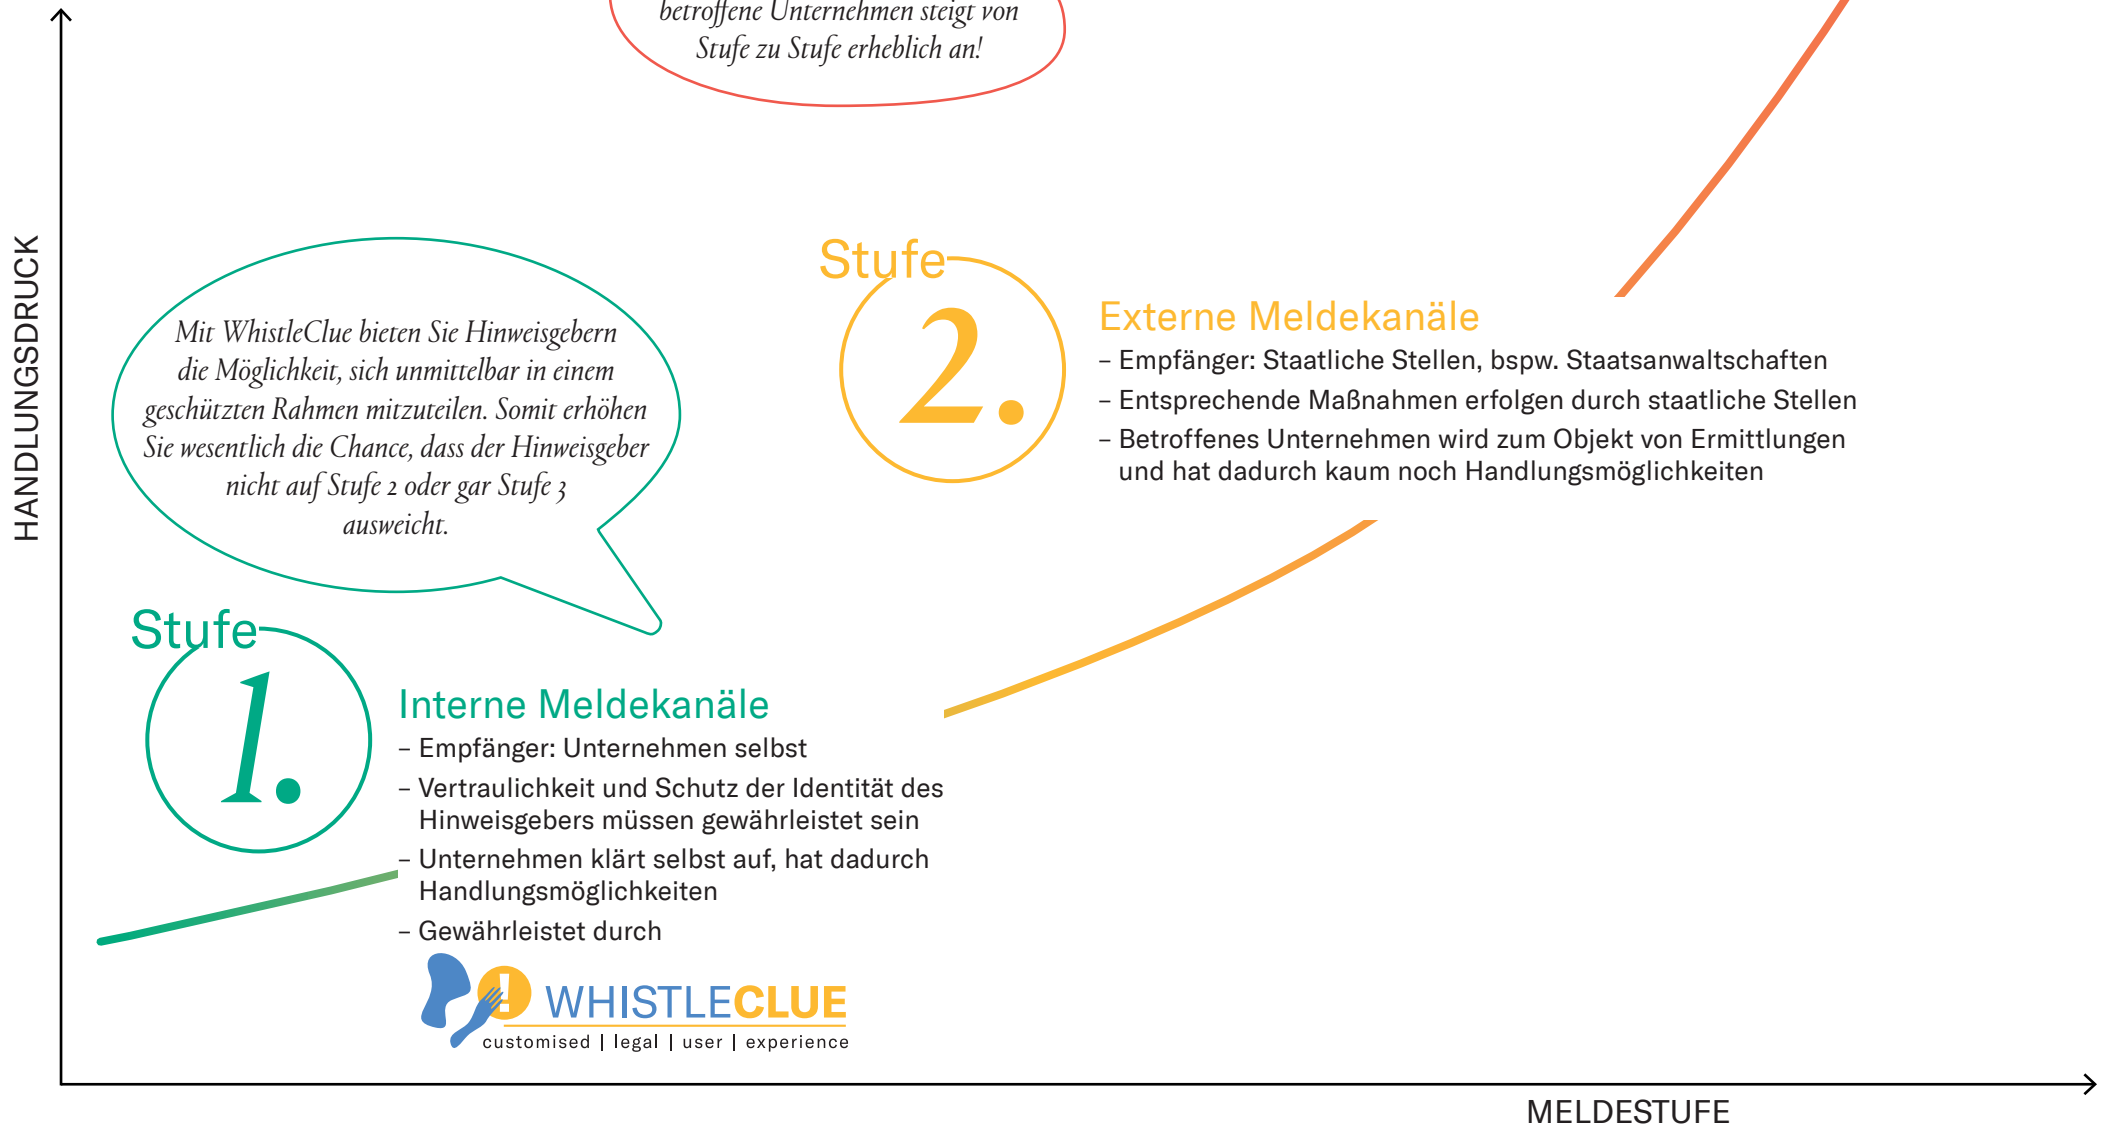 betroffene Unternehmen steigt von
Stufe zu Stufe erheblich an!
HANDLUNGSDRUCK
Mit WhistleClue bieten Sie Hinweisgebern
die Möglichkeit, sich unmittelbar in einem
geschützten Rahmen mitzuteilen. Somit erhöhen
Sie wesentlich die Chance, dass der Hinweisgeber
nicht auf Stufe 2 oder gar Stufe 3
ausweicht.
Stufe
2.
Externe Meldekanäle
– Empfänger: Staatliche Stellen, bspw. Staatsanwaltschaften
– Entsprechende Maßnahmen erfolgen durch staatliche Stellen
– Betroffenes Unternehmen wird zum Objekt von Ermittlungen
und hat dadurch kaum noch Handlungsmöglichkeiten
Stufe
1.
Interne Meldekanäle
– Empfänger: Unternehmen selbst
– Vertraulichkeit und Schutz der Identität des
Hinweisgebers müssen gewährleistet sein
– Unternehmen klärt selbst auf, hat dadurch
Handlungsmöglichkeiten
– Gewährleistet durch
! WHISTLECLUE
customised | legal | user | experience
MELDESTUFE